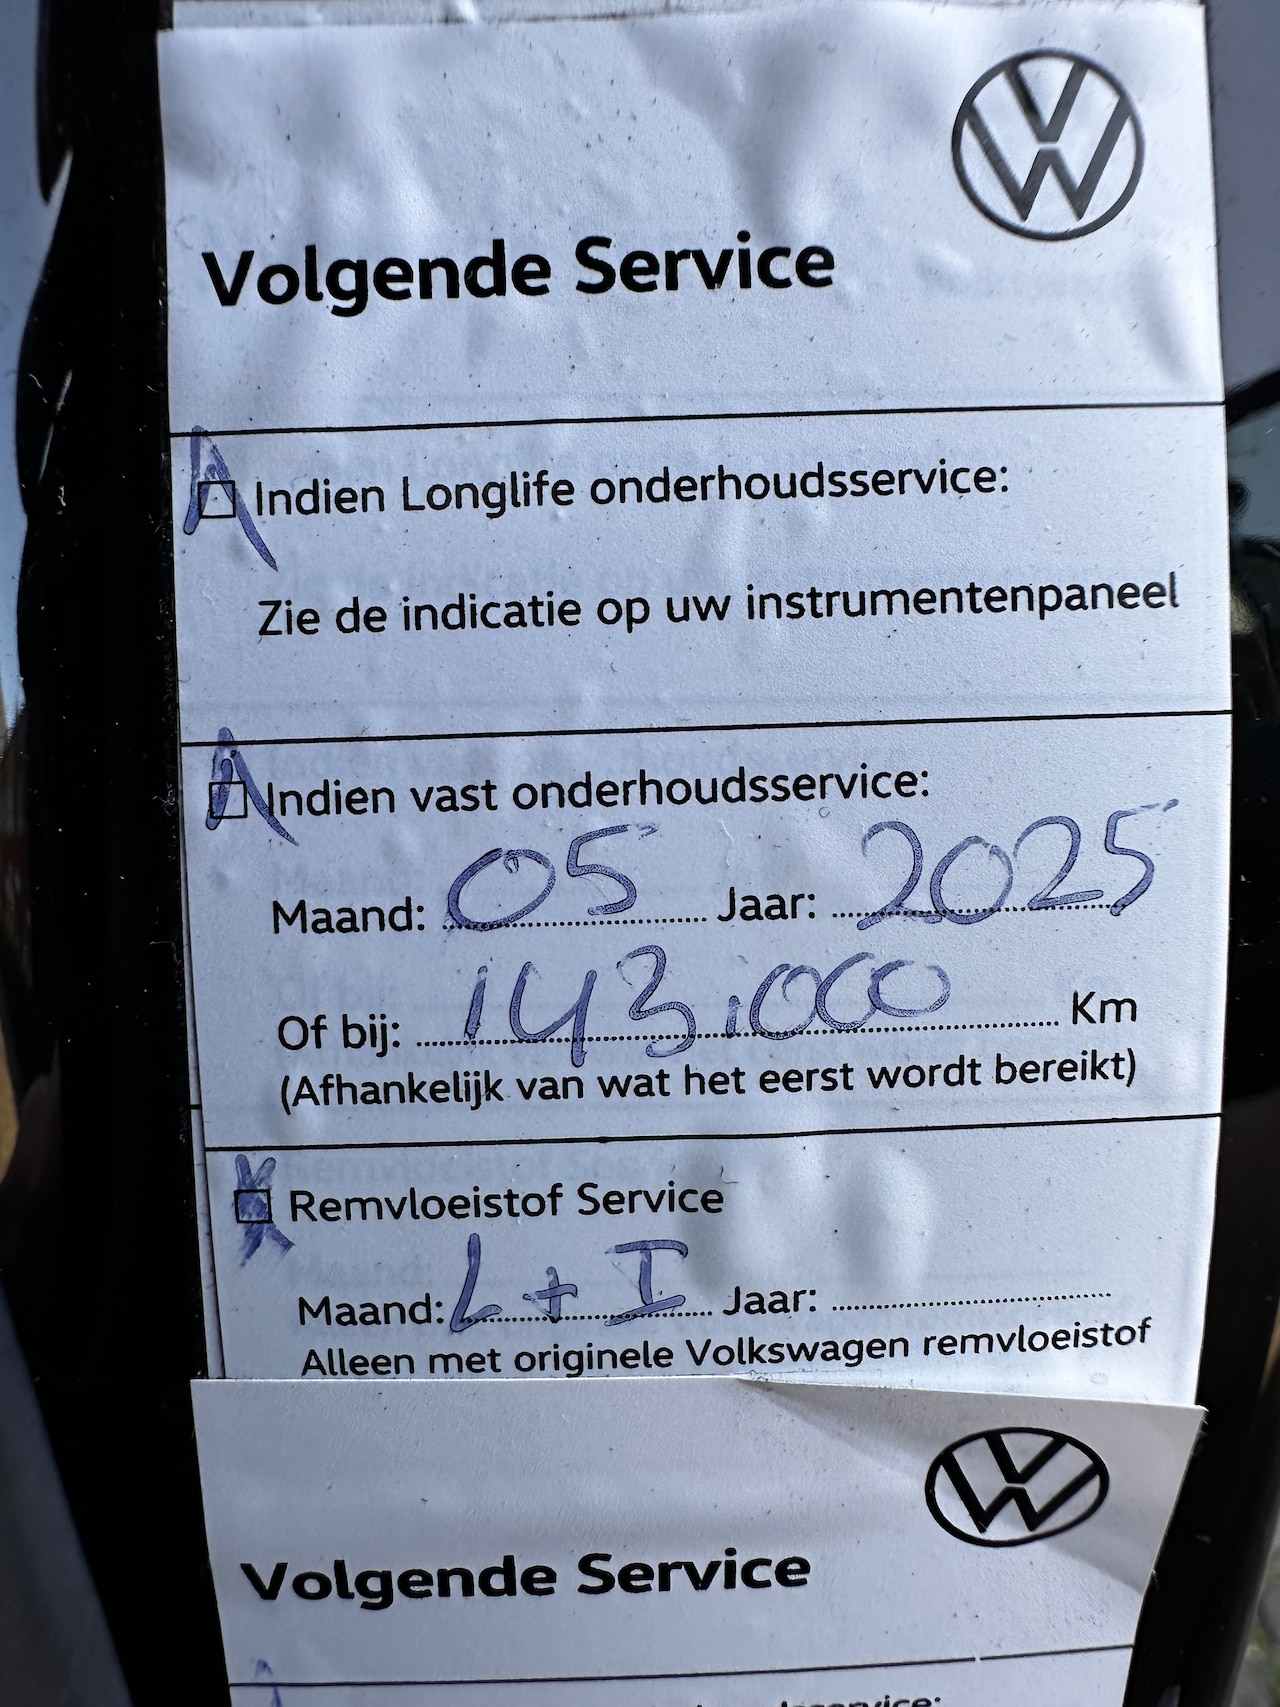 Volgende Service
Indien Longlife onderhoudsservice:
Zie de indicatie op uw instrumentenpaneel
Indien vast onderhoudsservice:
Maand: 05 Jaar: 2025
Of bij: 143.000 Km
(Afhankelijk van wat het eerst wordt bereikt)
Remvloeistof Service
Maand: L + I Jaar:
Alleen met originele Volkswagen remvloeistof
Volgende Service